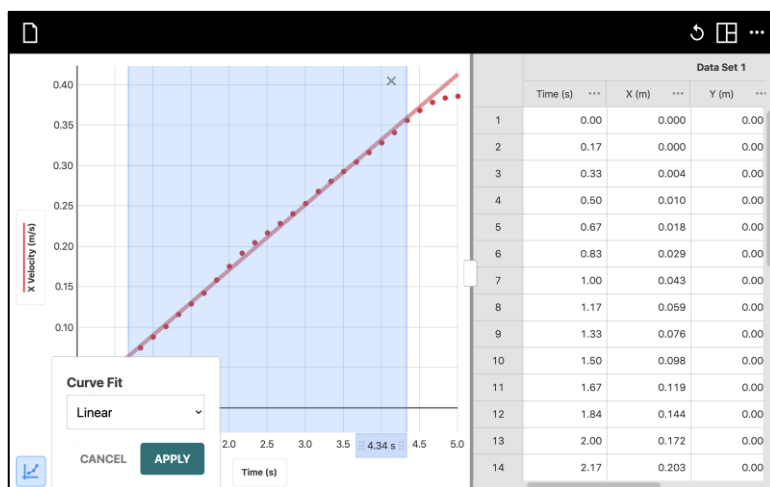 Data Set 1
Time (s) ··· X (m) ··· Y (m) ···
1 0.00 0.000 0.00
2 0.17 0.000 0.00
3 0.33 0.004 0.00
4 0.50 0.010 0.00
5 0.67 0.018 0.00
6 0.83 0.029 0.00
7 1.00 0.043 0.00
8 1.17 0.059 0.00
9 1.33 0.076 0.00
10 1.50 0.098 0.00
11 1.67 0.119 0.00
12 1.84 0.144 0.00
13 2.00 0.172 0.00
14 2.17 0.203 0.00
0.40
0.35
0.30
0.25
0.20
0.15
0.10
X Velocity (m/s)
2.0 2.5 3.0 3.5 4.34 s 4.5 5.0
Time (s)
Curve Fit
Linear
CANCEL APPLY